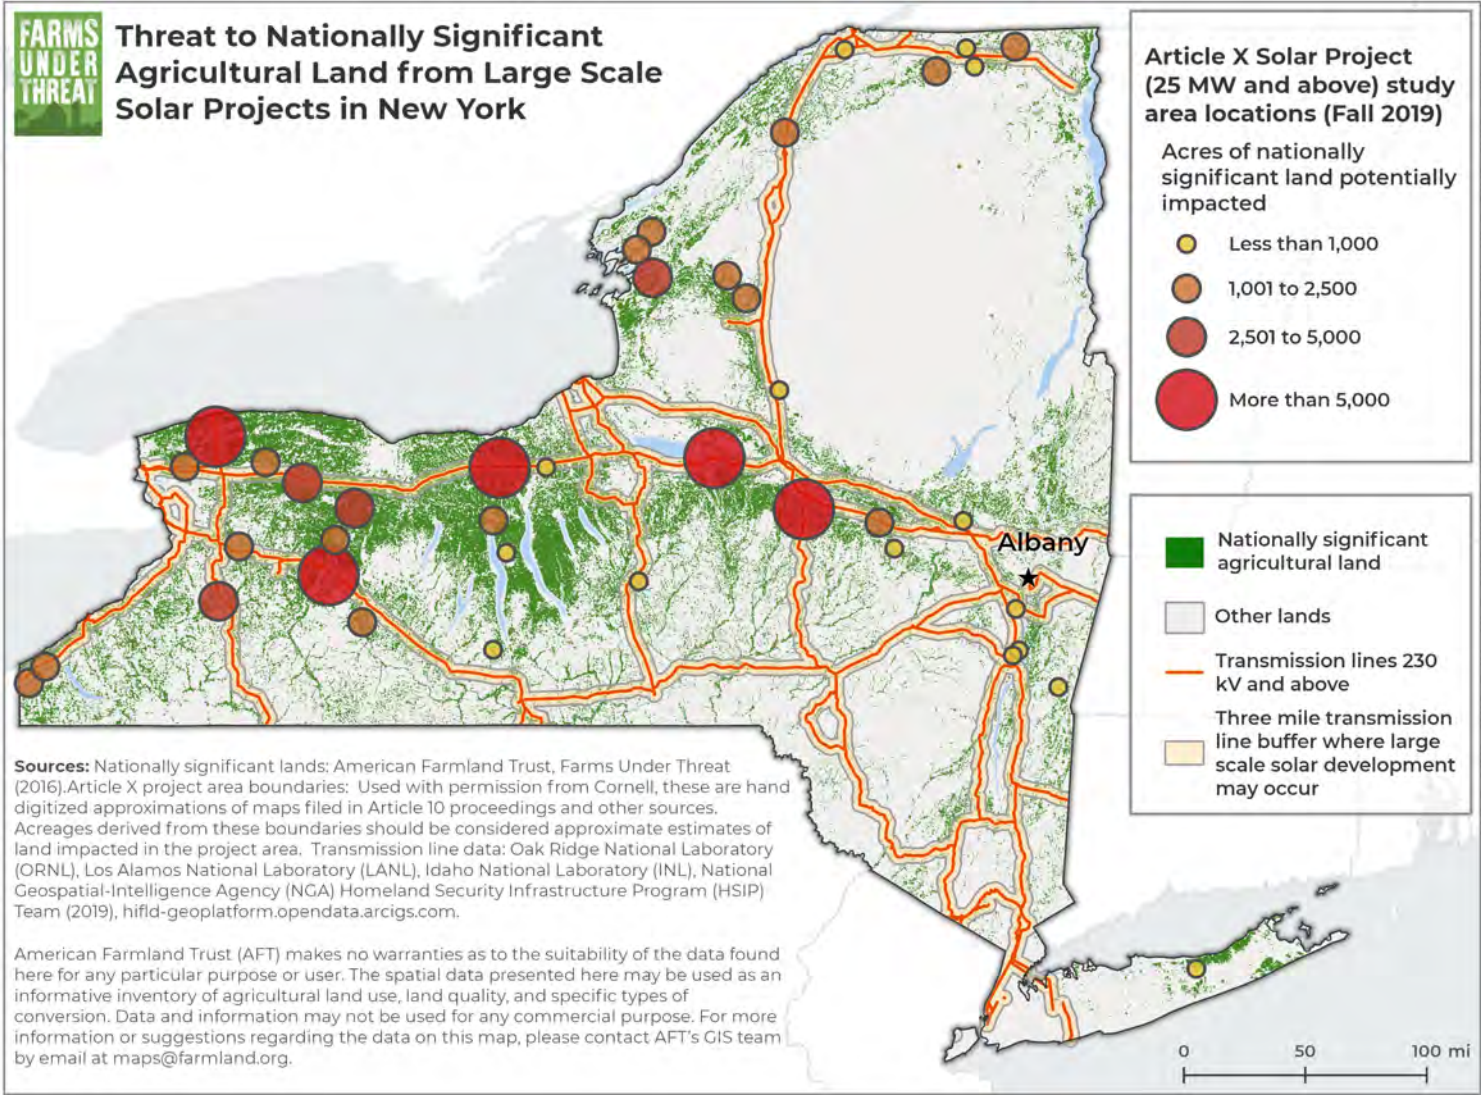 FARMS
UNDER
THREAT
Threat to Nationally Significant
Agricultural Land from Large Scale
Solar Projects in New York
Article X Solar Project
(25 MW and above) study
area locations (Fall 2019)
Acres of nationally
significant land potentially
impacted
Less than 1,000
1,001 to 2,500
2,501 to 5,000
More than 5,000
Albany
Nationally significant
agricultural land
Other lands
Transmission lines 230
kV and above
Three mile transmission
line buffer where large
scale solar development
may occur
Sources: Nationally significant lands: American Farmland Trust, Farms Under Threat
(2016).Article X project area boundaries: Used with permission from Cornell, these are hand
digitized approximations of maps filed in Article 10 proceedings and other sources.
Acreages derived from these boundaries should be considered approximate estimates of
land impacted in the project area. Transmission line data: Oak Ridge National Laboratory
(ORNL), Los Alamos National Laboratory (LANL), Idaho National Laboratory (INL), National
Geospatial-Intelligence Agency (NGA) Homeland Security Infrastructure Program (HSIP)
Team (2019), hifld-geoplatform.opendata.arcigs.com.
American Farmland Trust (AFT) makes no warranties as to the suitability of the data found
here for any particular purpose or user. The spatial data presented here may be used as an
informative inventory of agricultural land use, land quality, and specific types of
conversion. Data and information may not be used for any commercial purpose. For more
information or suggestions regarding the data on this map, please contact AFT's GIS team
by email at maps@farmland.org.
0 50 100 mi